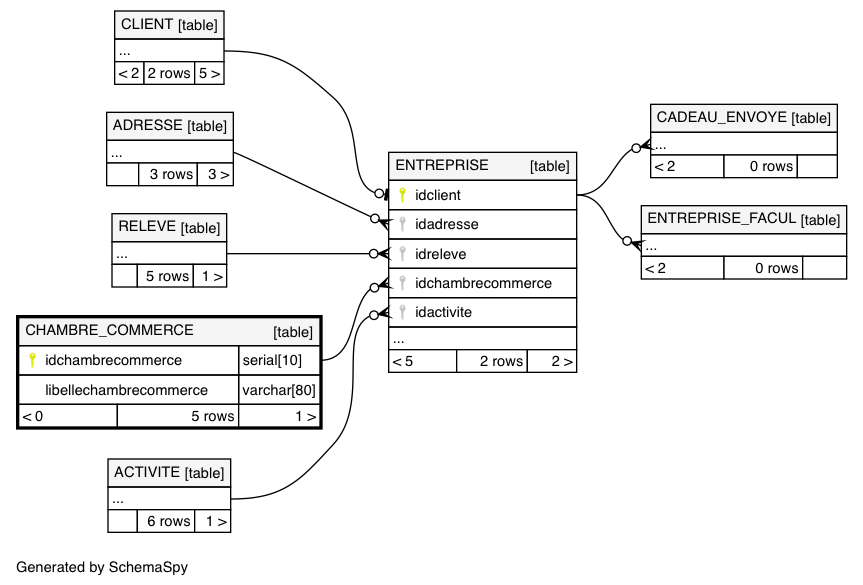 CLIENT [table]
...
< 2 2 rows 5 >
ADRESSE [table]
...
3 rows 3 >
RELEVE [table]
...
5 rows 1 >
CHAMBRE_COMMERCE [table]
idchambrecommerce serial[10]
libellechambrecommerce varchar[80]
< 0 5 rows 1 >
ACTIVITE [table]
...
6 rows 1 >
ENTREPRISE [table]
idclient
idadresse
idreleve
idchambrecommerce
idactivite
...
< 5 2 rows 2 >
CADEAU_ENVOYE [table]
...
< 2 0 rows
ENTREPRISE_FACUL [table]
...
< 2 0 rows
Generated by SchemaSpy